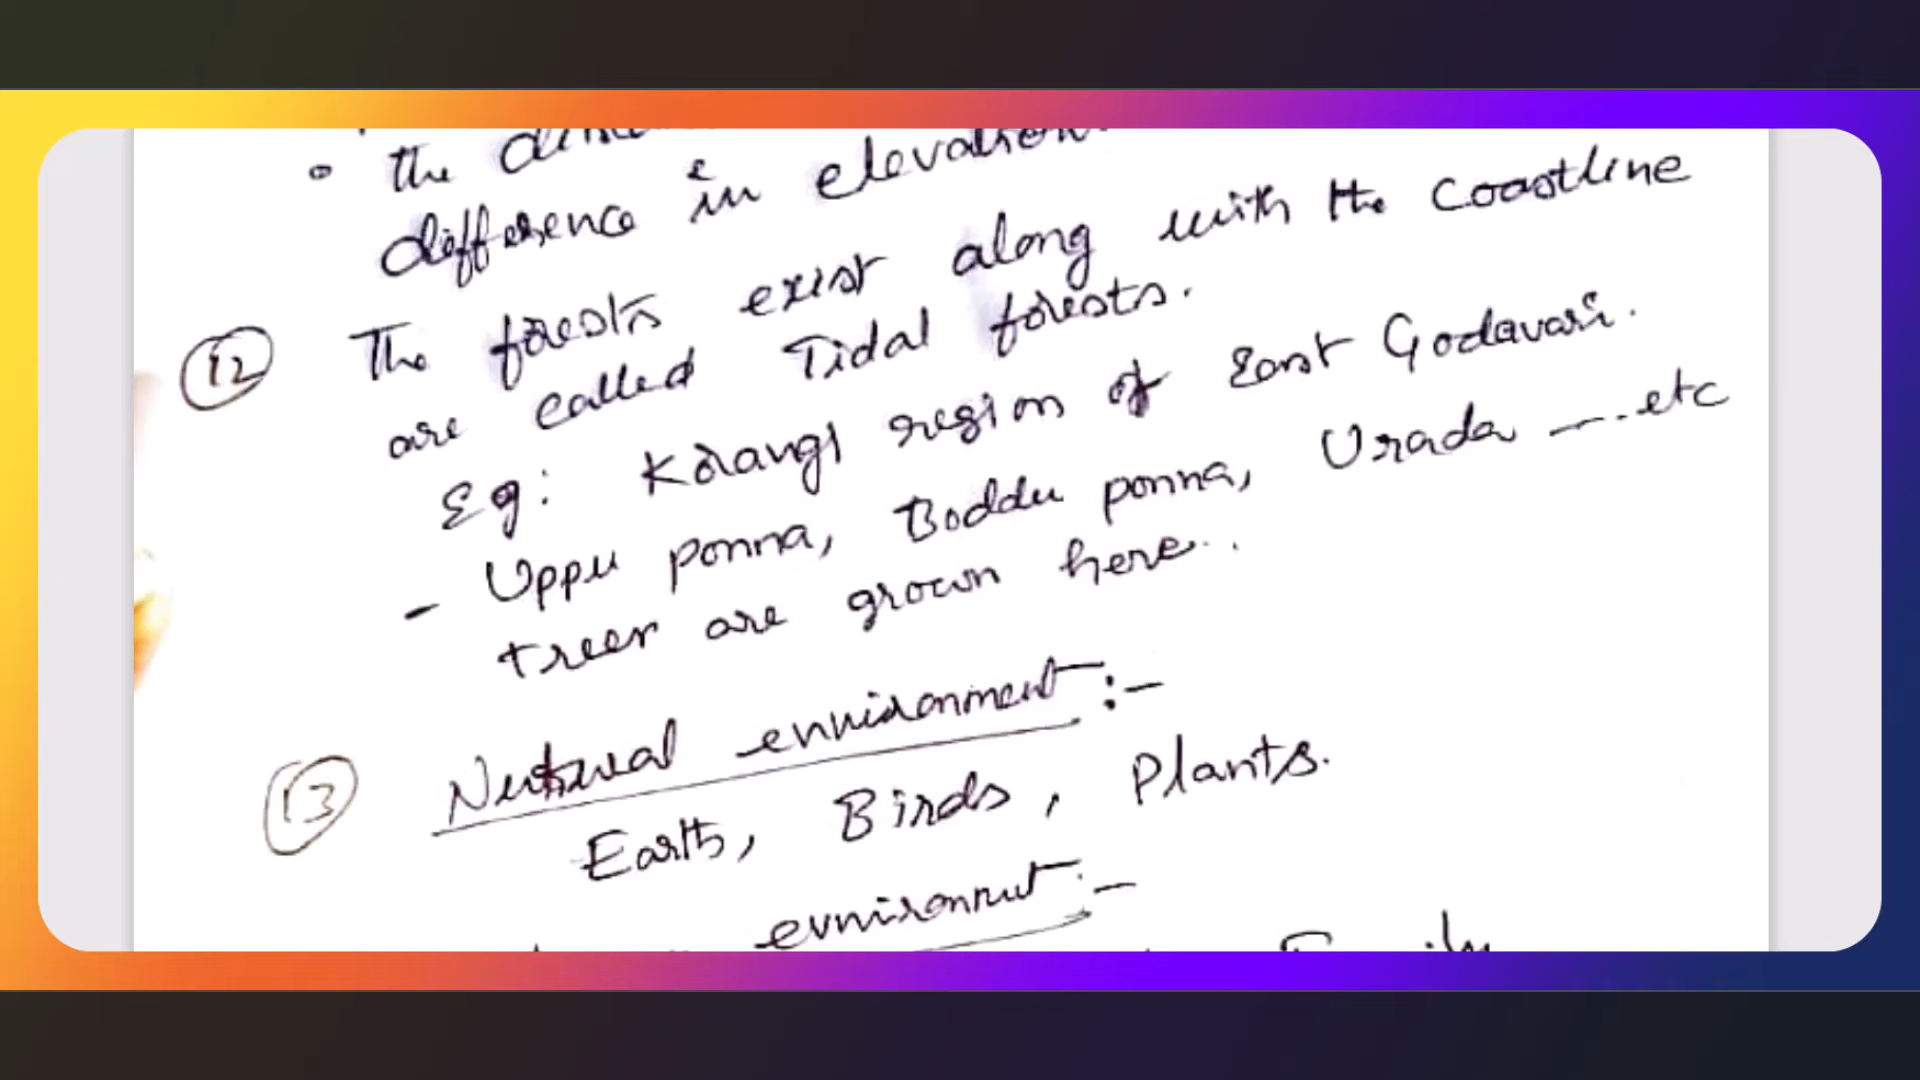 • the
difference in elevation.
12 The forests exist along with the coastline
are called Tidal forests.
Eg: Korangi region of East Godavari.
- Uppu ponna, Boddu ponna, Urada ---- etc
trees are grown here.
13 Natural environment :-
Earth, Birds, Plants.